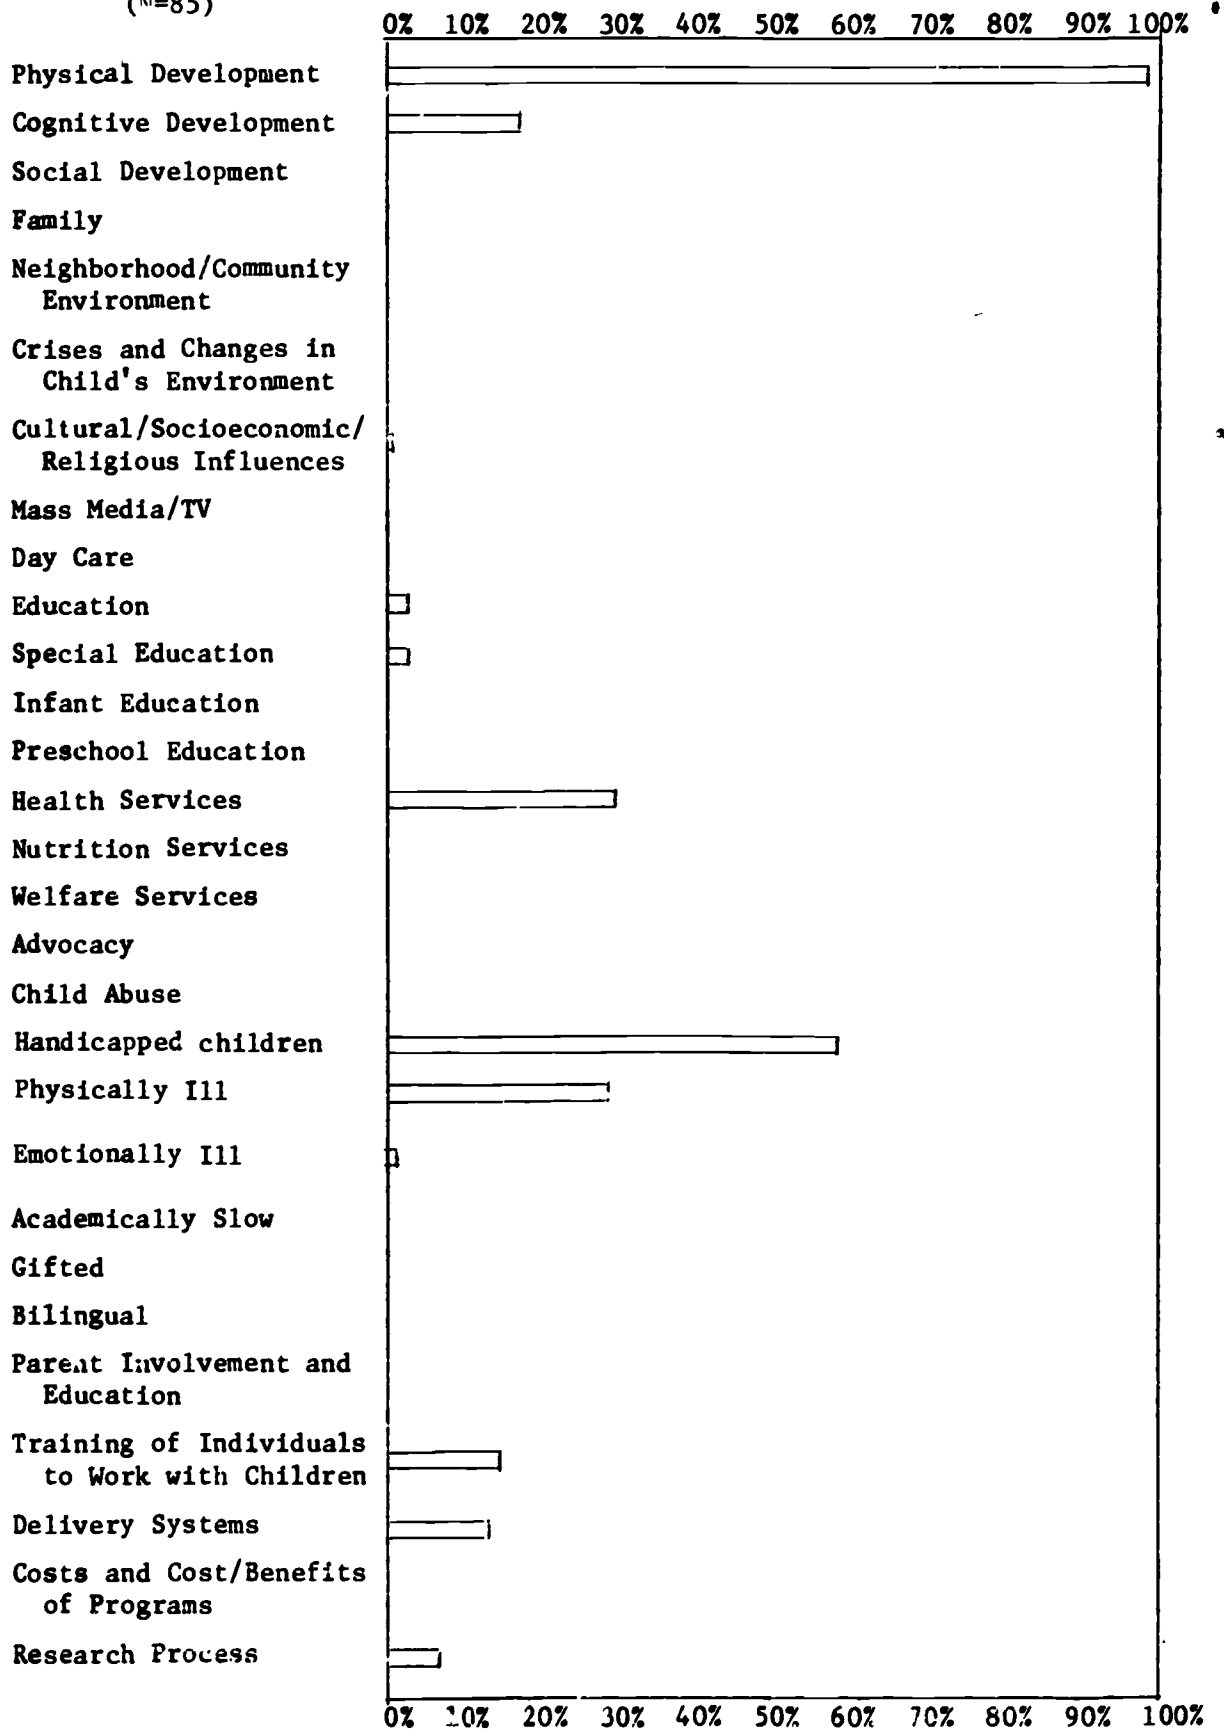 (N=85)
0% 10% 20% 30% 40% 50% 60% 70% 80% 90% 100%
Physical Development
Cognitive Development
Social Development
Family
Neighborhood/Community
Environment
Crises and Changes in
Child's Environment
Cultural/Socioeconomic/
Religious Influences
Mass Media/TV
Day Care
Education
Special Education
Infant Education
Preschool Education
Health Services
Nutrition Services
Welfare Services
Advocacy
Child Abuse
Handicapped children
Physically Ill
Emotionally Ill
Academically Slow
Gifted
Bilingual
Parent Involvement and
Education
Training of Individuals
to Work with Children
Delivery Systems
Costs and Cost/Benefits
of Programs
Research Process
0% 10% 20% 30% 40% 50% 60% 70% 80% 90% 100%